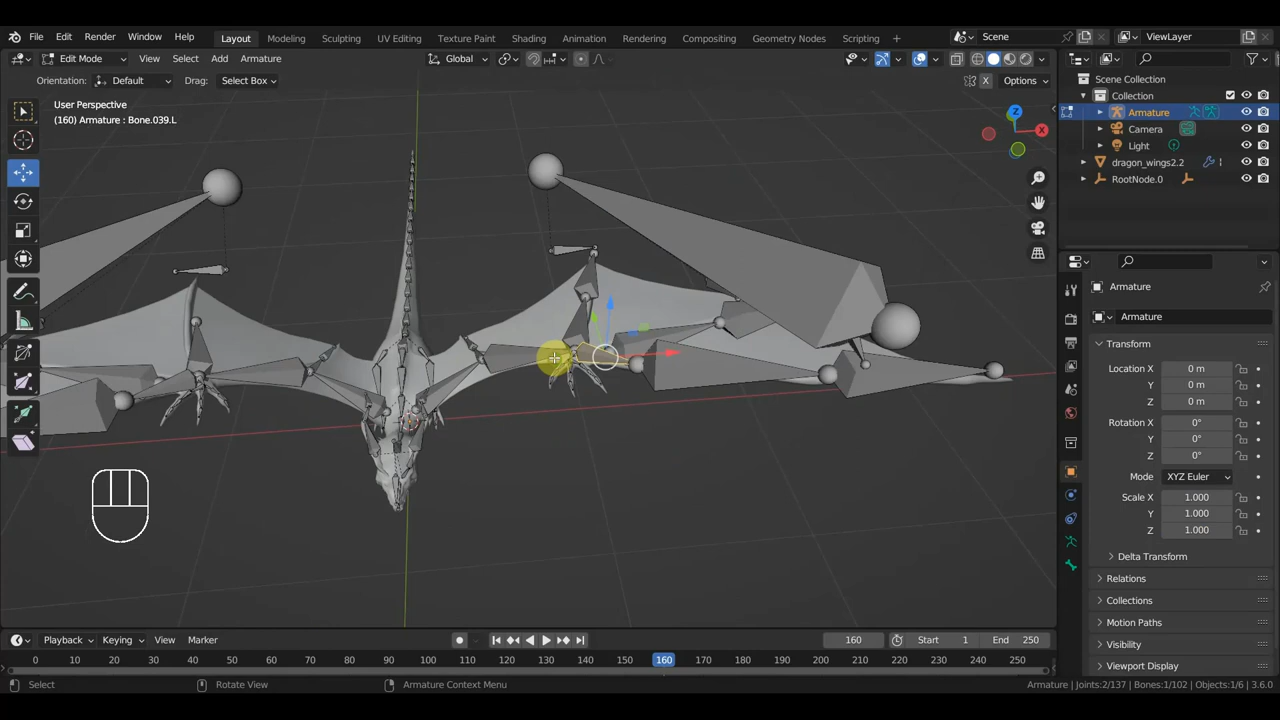 File Edit Render Window Help Layout Modeling Sculpting UV Editing Texture Paint Shading Animation Rendering Compositing Geometry Nodes Scripting + Scene ViewLayer
Edit Mode View Select Add Armature Global Options
Orientation: Default Drag: Select Box X Options
User Perspective
(160) Armature : Bone.039.L
Z
X
Scene Collection
Collection
Armature
Camera
Light
dragon_wings2.2
RootNode.0
Armature
Armature
Transform
Location X 0 m
Y 0 m
Z 0 m
Rotation X 0°
Y 0°
Z 0°
Mode XYZ Euler
Scale X 1.000
Y 1.000
Z 1.000
Delta Transform
Relations
Collections
Motion Paths
Visibility
Viewport Display
Playback Keying View Marker 160 Start 1 End 250
0 10 20 30 40 50 60 70 80 90 100 110 120 130 140 150 160 170 180 190 200 210 220 230 240 250
Select Rotate View Armature Context Menu Armature | Joints:2/137 | Bones:1/102 | Objects:1/6 | 3.6.0